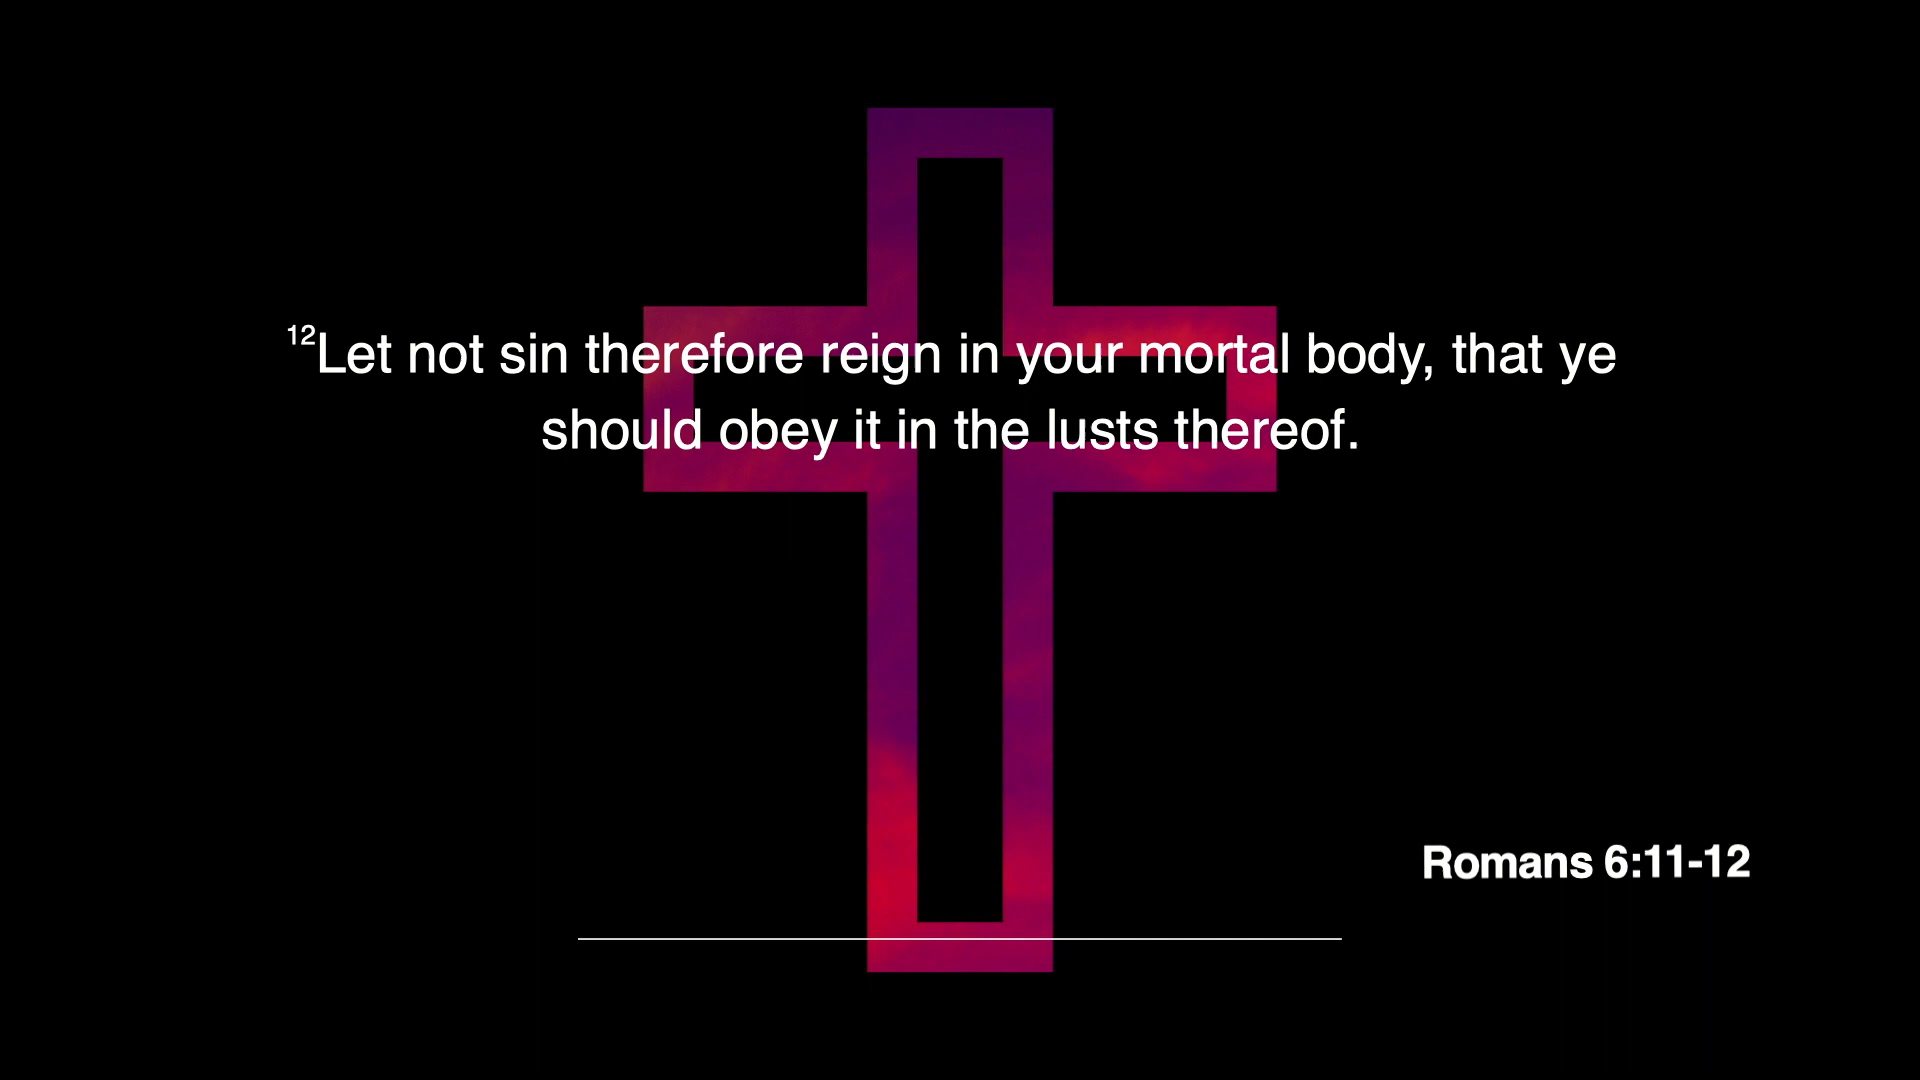 12Let not sin therefore reign in your mortal body, that ye
should obey it in the lusts thereof.
Romans 6:11-12